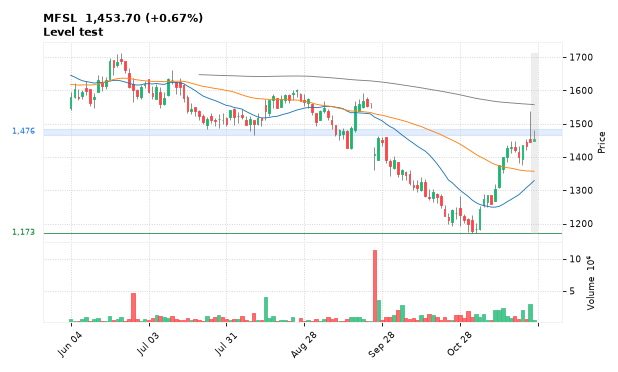 MFSL 1,453.70 (+0.67%)
Level test
1700
1600
1,476
1500
1400
1300
1200
1,173
Price
10
5
Volume 10⁶
Jun 04
Jul 03
Jul 31
Aug 28
Sep 28
Oct 28